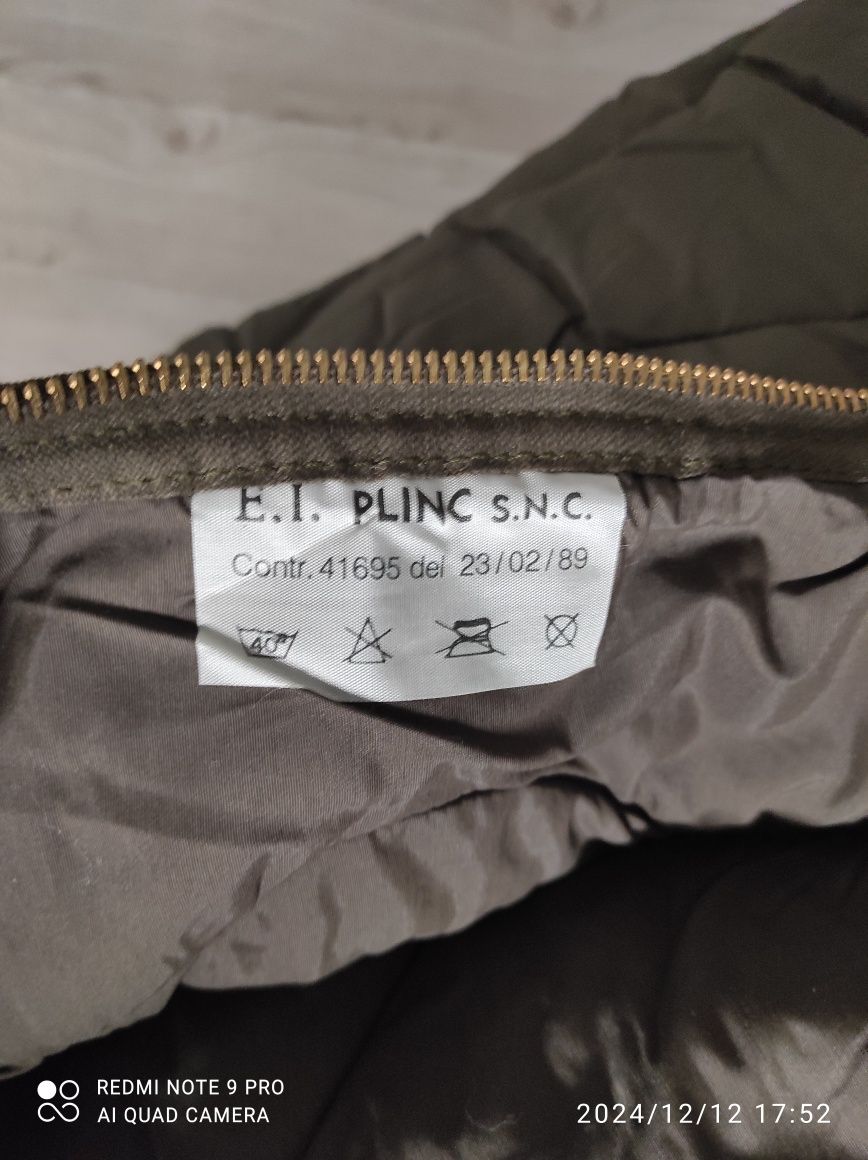 E.I. PLINC S.N.C.
Contr. 41695 del 23/02/89
40°
REDMI NOTE 9 PRO
AI QUAD CAMERA
2024/12/12 17:52